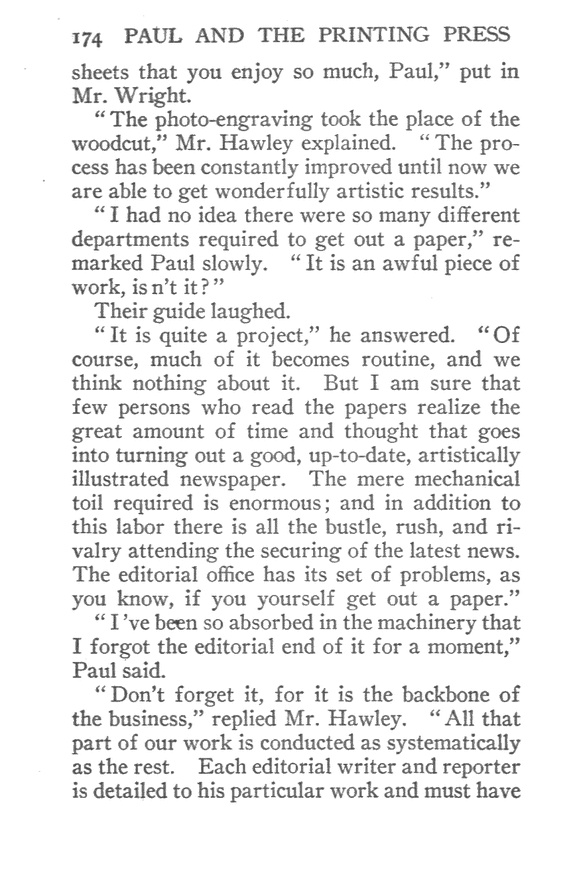 174 PAUL AND THE PRINTING PRESS
sheets that you enjoy so much, Paul,” put in
Mr. Wright.
“The photo-engraving took the place of the
woodcut,” Mr. Hawley explained. “The pro-
cess has been constantly improved until now we
are able to get wonderfully artistic results.”
“I had no idea there were so many different
departments required to get out a paper,” re-
marked Paul slowly. “It is an awful piece of
work, is n’t it?”
Their guide laughed.
“It is quite a project,” he answered. “Of
course, much of it becomes routine, and we
think nothing about it. But I am sure that
few persons who read the papers realize the
great amount of time and thought that goes
into turning out a good, up-to-date, artistically
illustrated newspaper. The mere mechanical
toil required is enormous; and in addition to
this labor there is all the bustle, rush, and ri-
valry attending the securing of the latest news.
The editorial office has its set of problems, as
you know, if you yourself get out a paper.”
“I ’ve been so absorbed in the machinery that
I forgot the editorial end of it for a moment,”
Paul said.
“Don’t forget it, for it is the backbone of
the business,” replied Mr. Hawley. “All that
part of our work is conducted as systematically
as the rest. Each editorial writer and reporter
is detailed to his particular work and must have